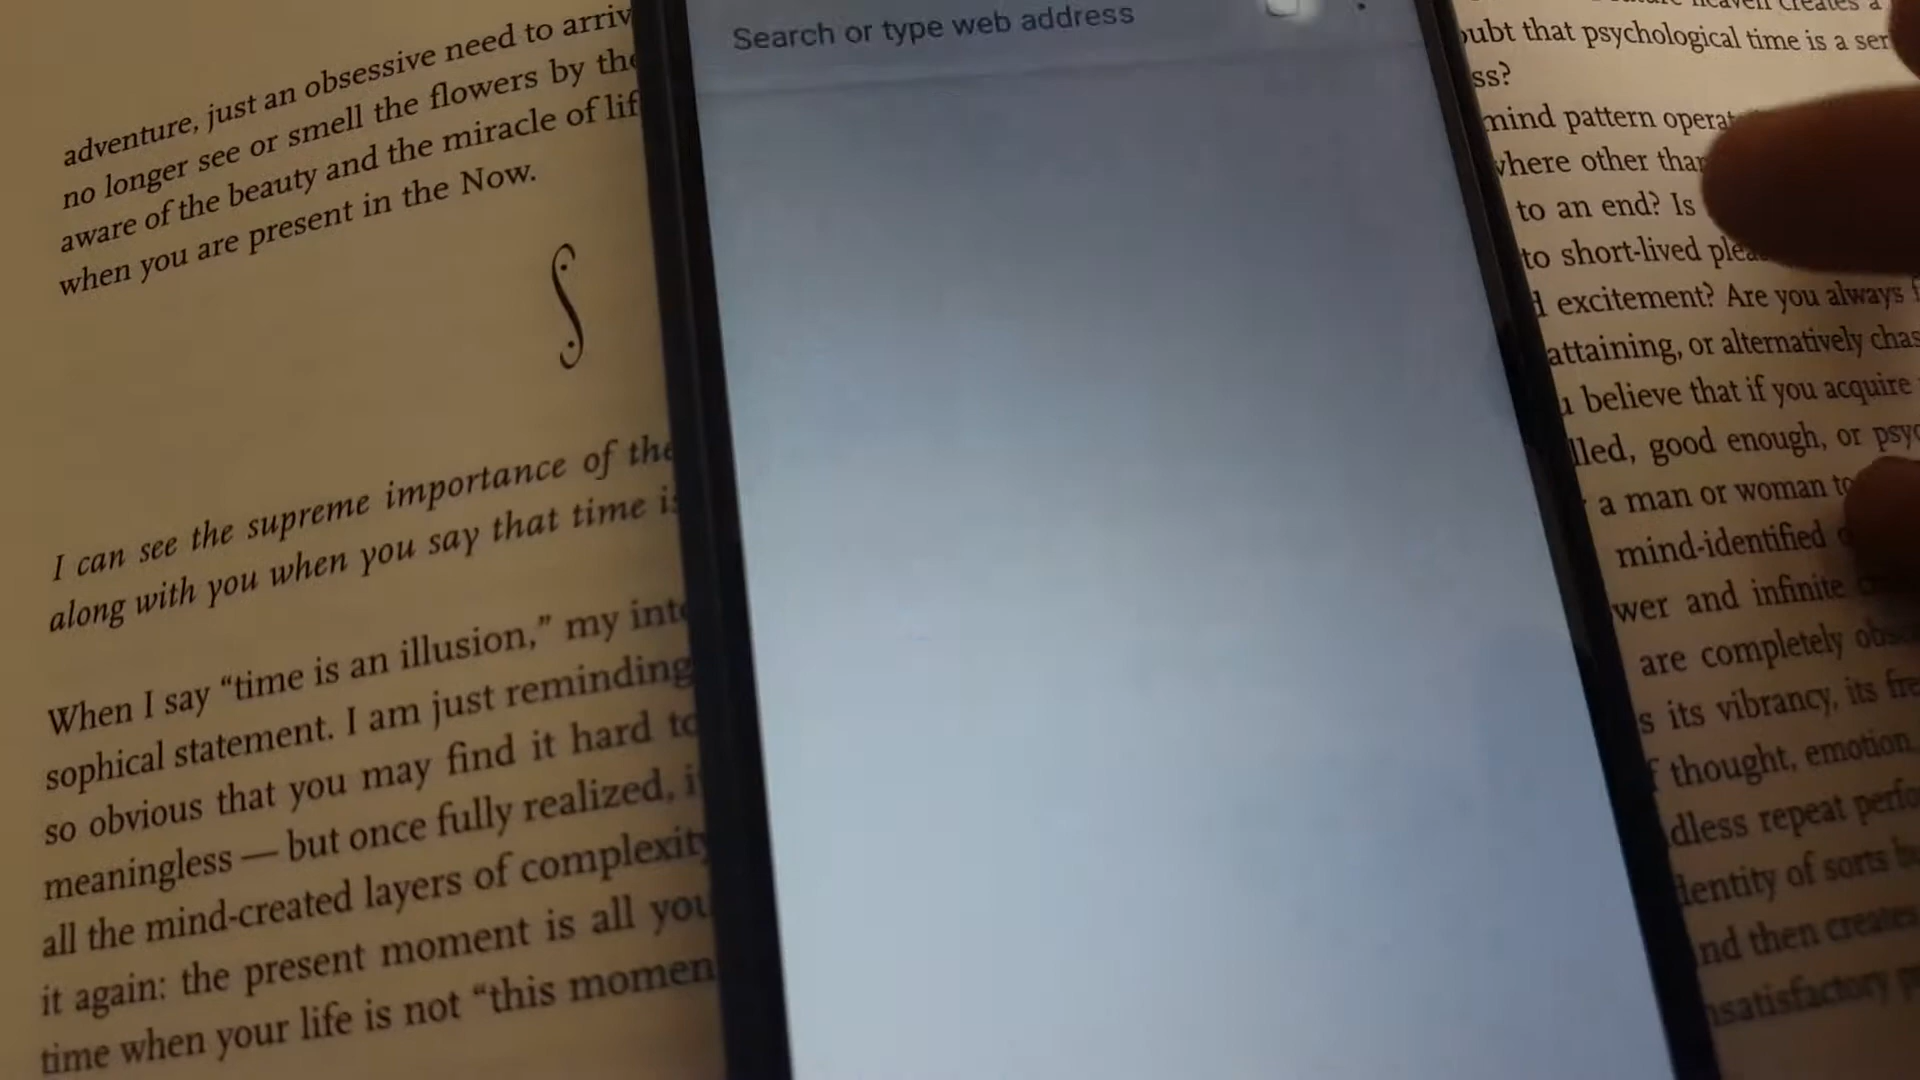 adventure, just an obsessive need to
no longer see or smell the flowers by
aware of the beauty and the miracle of
when you are present in the Now.
I can see the supreme importance of
along with you when you say that time
When I say “time is an illusion,” my
sophical statement. I am just reminding
so obvious that you may find it hard
meaningless — but once fully realized,
all the mind-created layers of complexity
it again: the present moment is all
time when your life is not “this
Search or type web address
that psychological time is a
mind pattern
where other
to an end? Is
to short-lived
excitement? Are you always
attaining, or alternatively
believe that if you acquire
good enough, or
a man or woman
mind-identified
and infinite
are completely
its vibrancy, its
thought, emotion,
repeat
of sorts
then creates